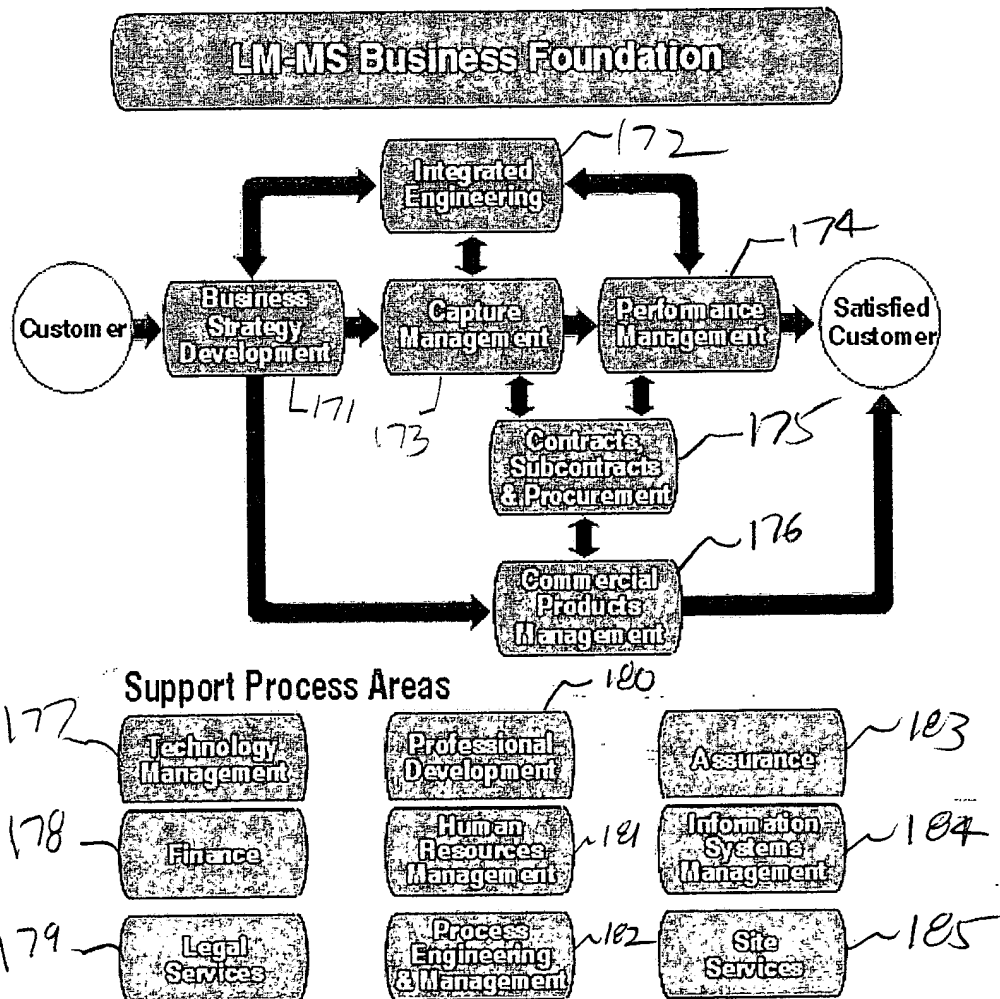 LM-MS Business Foundation
172
Integrated
Engineering
174
Customer
Business
Strategy
Development
Capture
Management
Performance
Management
Satisfied
Customer
171
173
175
Contracts,
Subcontracts
& Procurement
176
Commercial
Products
Management
Support Process Areas
180
177
Technology
Management
Professional
Development
183
Assurance
178
Finance
Human
Resources
Management
181
Information
Systems
Management
184
179
Legal
Services
Process
Engineering
& Management
182
Site
Services
185